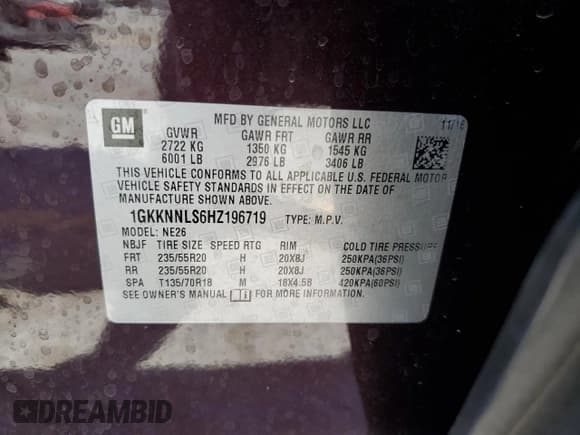 GM
MFD BY GENERAL MOTORS LLC
11/16
GVWR GAWR FRT GAWR RR
2722 KG 1350 KG 1545 KG
6001 LB 2976 LB 3406 LB
THIS VEHICLE CONFORMS TO ALL APPLICABLE U.S. FEDERAL MOTOR
VEHICLE SAFETY STANDARDS IN EFFECT ON THE DATE OF
MANUFACTURE SHOWN ABOVE.
1GKKNNLS6HZ196719 TYPE: M.P.V.
MODEL: NE26
NBJF TIRE SIZE SPEED RTG RIM COLD TIRE PRESSURE
FRT 235/55R20 H 20X8J 250KPA(36PSI)
RR 235/55R20 H 20X8J 250KPA(36PSI)
SPA T135/70R18 M 18X4.5B 420KPA(60PSI)
SEE OWNER'S MANUAL i FOR MORE INFORMATION
DREAMBID